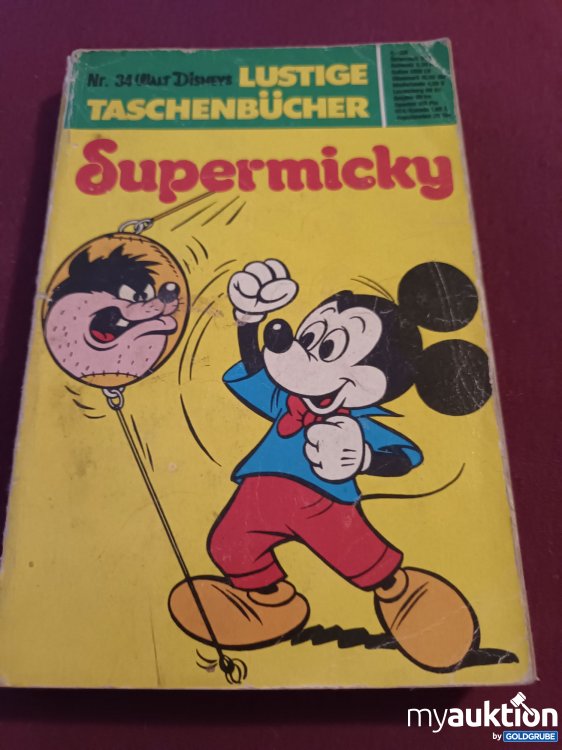 Nr. 34 WALT DISNEYS LUSTIGE
TASCHENBÜCHER
Supermicky
myauktion
by GOLDGRUBE